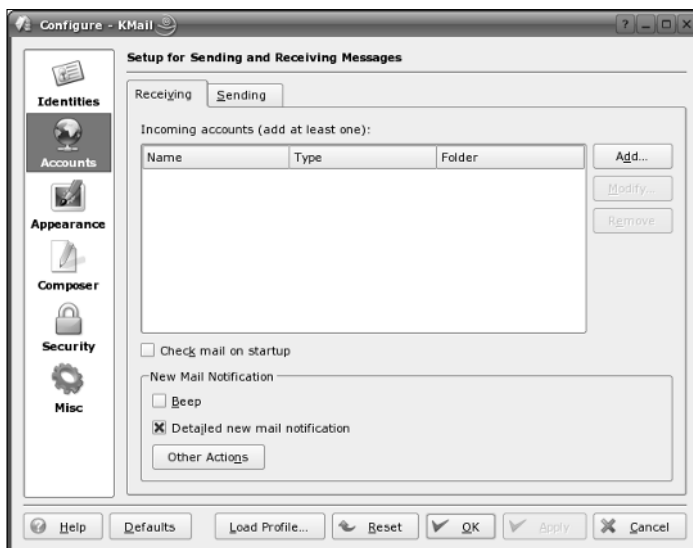 Configure - KMail
Setup for Sending and Receiving Messages
Identities
Accounts
Appearance
Composer
Security
Misc
Receiving
Sending
Incoming accounts (add at least one):
Name Type Folder
Add...
Modify...
Remove
Check mail on startup
New Mail Notification
Beep
Detailed new mail notification
Other Actions
Help Defaults Load Profile... Reset OK Apply Cancel